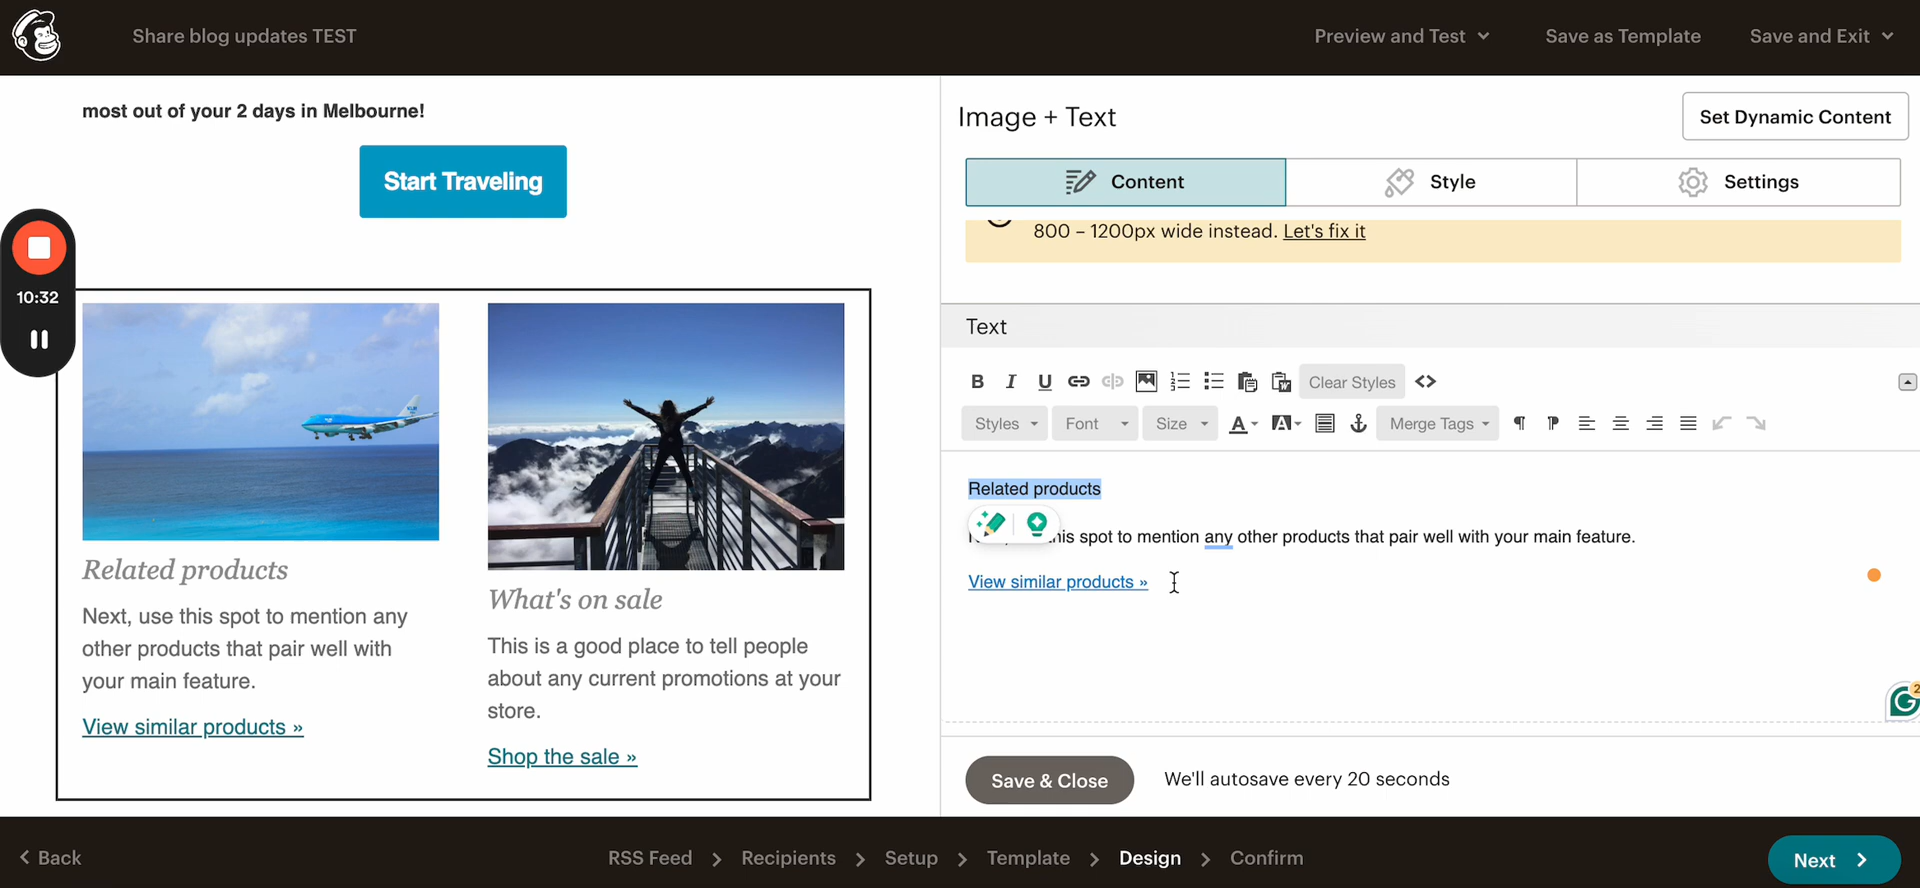 Share blog updates TEST
Preview and Test
Save as Template
Save and Exit
most out of your 2 days in Melbourne!
Start Traveling
10:32
Related products
Next, use this spot to mention any
other products that pair well with
your main feature.
View similar products »
What's on sale
This is a good place to tell people
about any current promotions at your
store.
Shop the sale »
Image + Text
Set Dynamic Content
Content
Style
Settings
800 – 1200px wide instead. Let's fix it
Text
B I U
Clear Styles
Styles
Font
Size
A
A
Merge Tags
Related products
his spot to mention any other products that pair well with your main feature.
View similar products »
2
Save & Close
We'll autosave every 20 seconds
Back
RSS Feed
Recipients
Setup
Template
Design
Confirm
Next